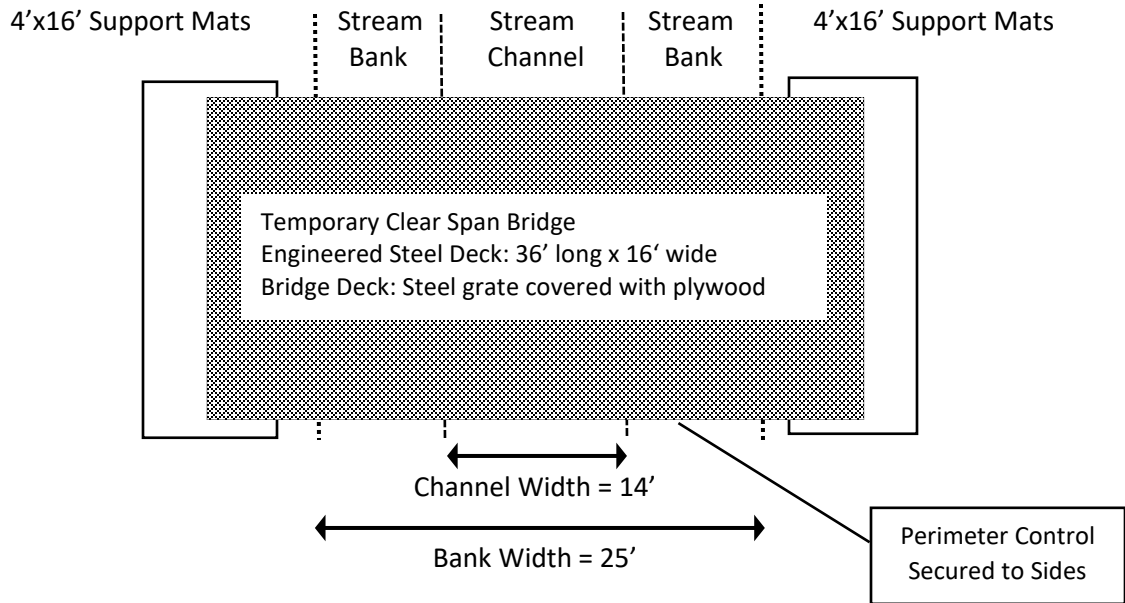 4’x16’ Support Mats
Stream
Bank
Stream
Channel
Stream
Bank
4’x16’ Support Mats
Temporary Clear Span Bridge
Engineered Steel Deck: 36’ long x 16‘ wide
Bridge Deck: Steel grate covered with plywood
Channel Width = 14’
Bank Width = 25’
Perimeter Control
Secured to Sides